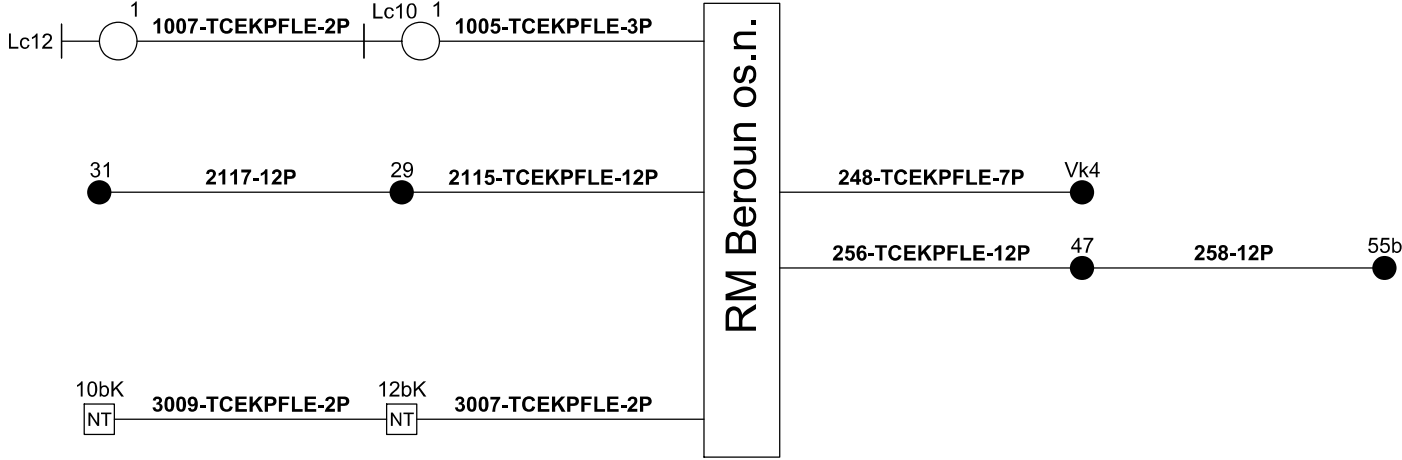 1 1007-TCEKPFLE-2P Lc10 1 1005-TCEKPFLE-3P
Lc12
RM Beroun os.n.
31 2117-12P 29 2115-TCEKPFLE-12P 248-TCEKPFLE-7P Vk4
256-TCEKPFLE-12P 47 258-12P 55b
10bK 3009-TCEKPFLE-2P 12bK 3007-TCEKPFLE-2P
NT NT